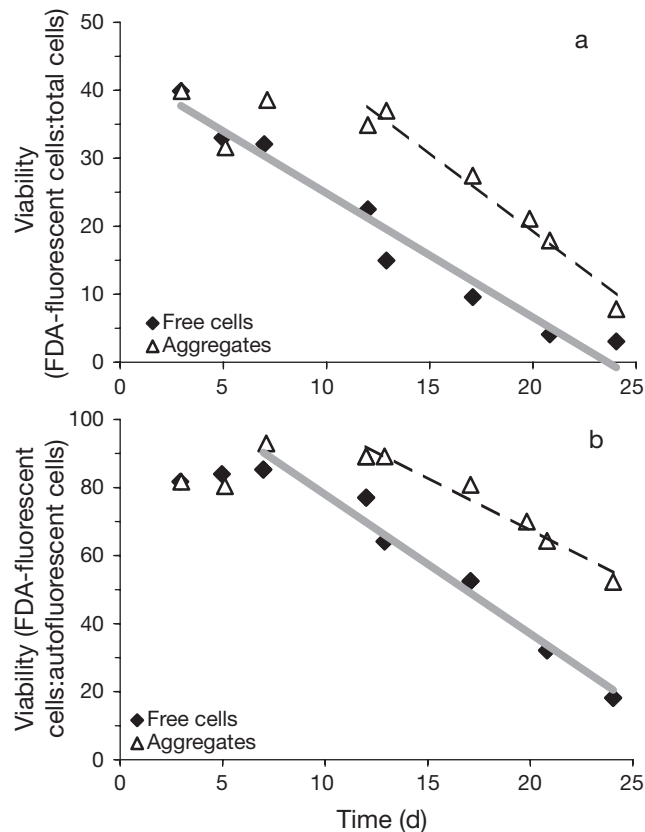 50
40
30
20
10
0
0 5 10 15 20 25
Viability
(FDA-fluorescent cells:total cells)
a
Free cells
Aggregates
100
80
60
40
20
0
0 5 10 15 20 25
Viability (FDA-fluorescent
cells:autofluorescent cells)
b
Free cells
Aggregates
Time (d)